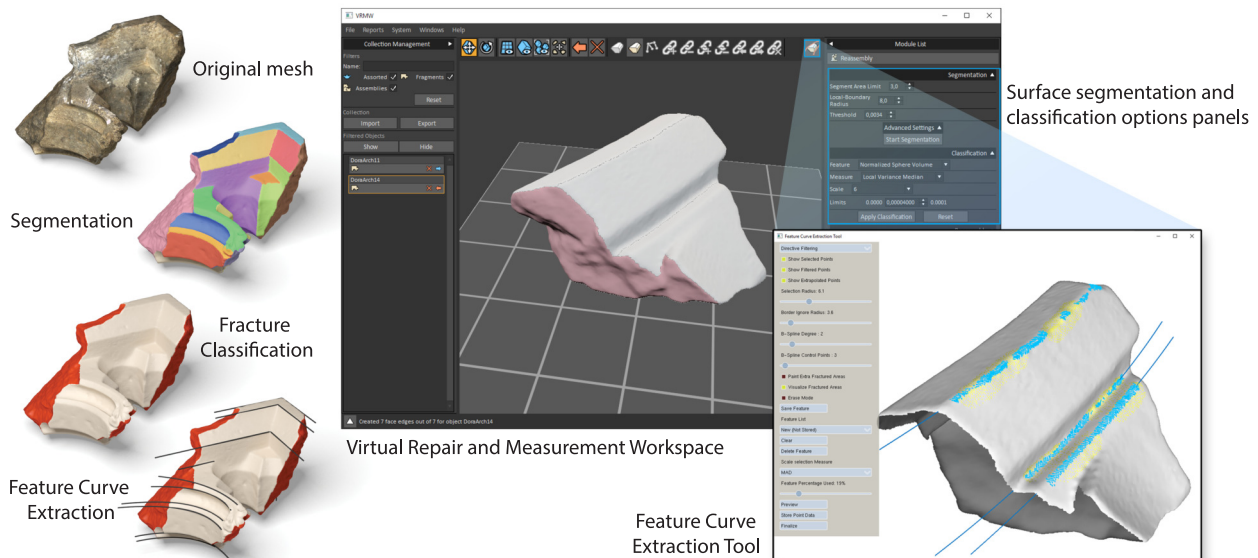 Original mesh
Segmentation
Fracture
Classification
Feature Curve
Extraction
VRMW
File Reports System Windows Help
Collection Management
Filters
Name:
Assorted Fragments
Assemblies
Reset
Collection
Import Export
Filtered Objects
Show Hide
DoraArch11
DoraArch14
Created 7 face edges out of 7 for object DoraArch14
Module List
Reassembly
Segmentation
Segment Area Limit 5,0
Local-Boundary
Radius 8,0
Threshold 0,0034
Advanced Settings
Start Segmentation
Classification
Feature Normalized Sphere Volume
Measure Local Variance Median
Scale 6
Limits 0.0000 0,00004000 0.0001
Apply Classification Reset
Virtual Repair and Measurement Workspace
Surface segmentation and
classification options panels
Feature Curve Extraction Tool
Directive Filtering
Show Selected Points
Show Filtered Points
Show Extrapolated Points
Selection Radius: 8.1
Border Ignore Radius: 3.6
B-Spline Degree : 2
B-Spline Control Points : 3
Paint Extra Fractured Areas
Visualize Fractured Areas
Erase Mode
Save Feature
Feature List
New (Not Stored)
Clear
Delete Feature
Scale selection Measure
MAD
Feature Percentage Used: 19%
Preview
Store Point Data
Finalize
Feature Curve
Extraction Tool